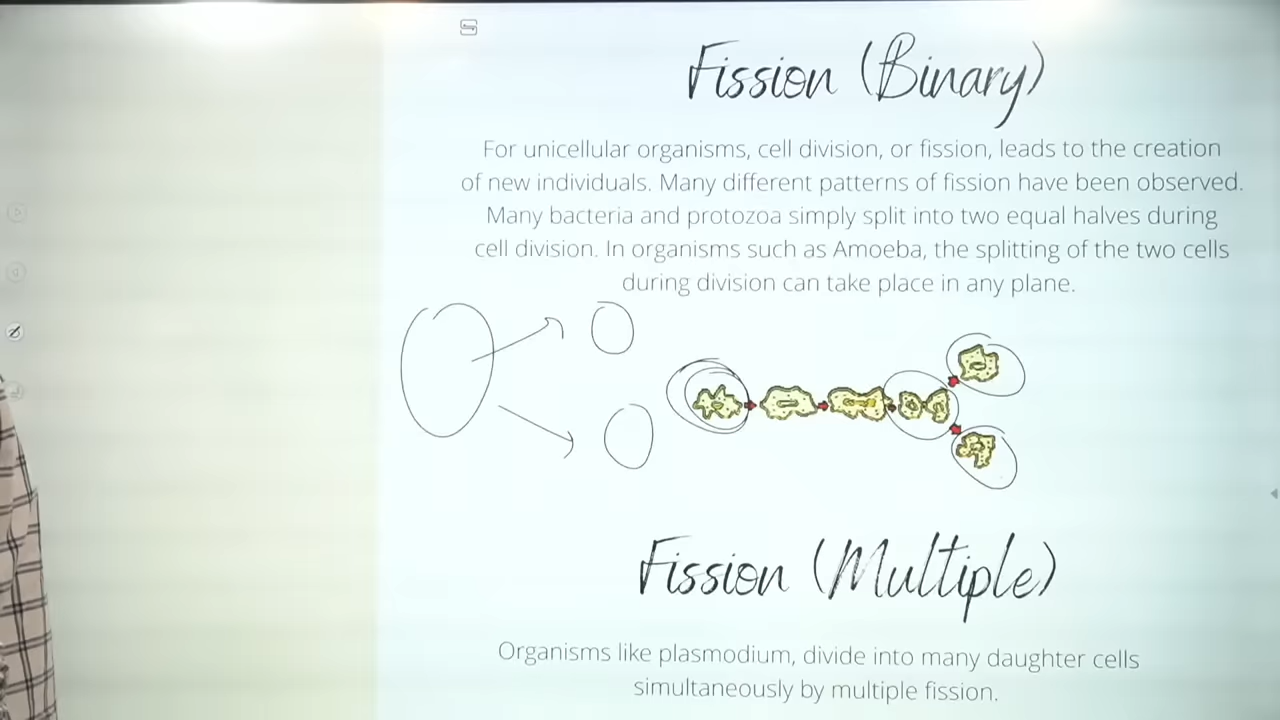 Fission (Binary)
For unicellular organisms, cell division, or fission, leads to the creation
of new individuals. Many different patterns of fission have been observed.
Many bacteria and protozoa simply split into two equal halves during
cell division. In organisms such as Amoeba, the splitting of the two cells
during division can take place in any plane.
Fission (Multiple)
Organisms like plasmodium, divide into many daughter cells
simultaneously by multiple fission.